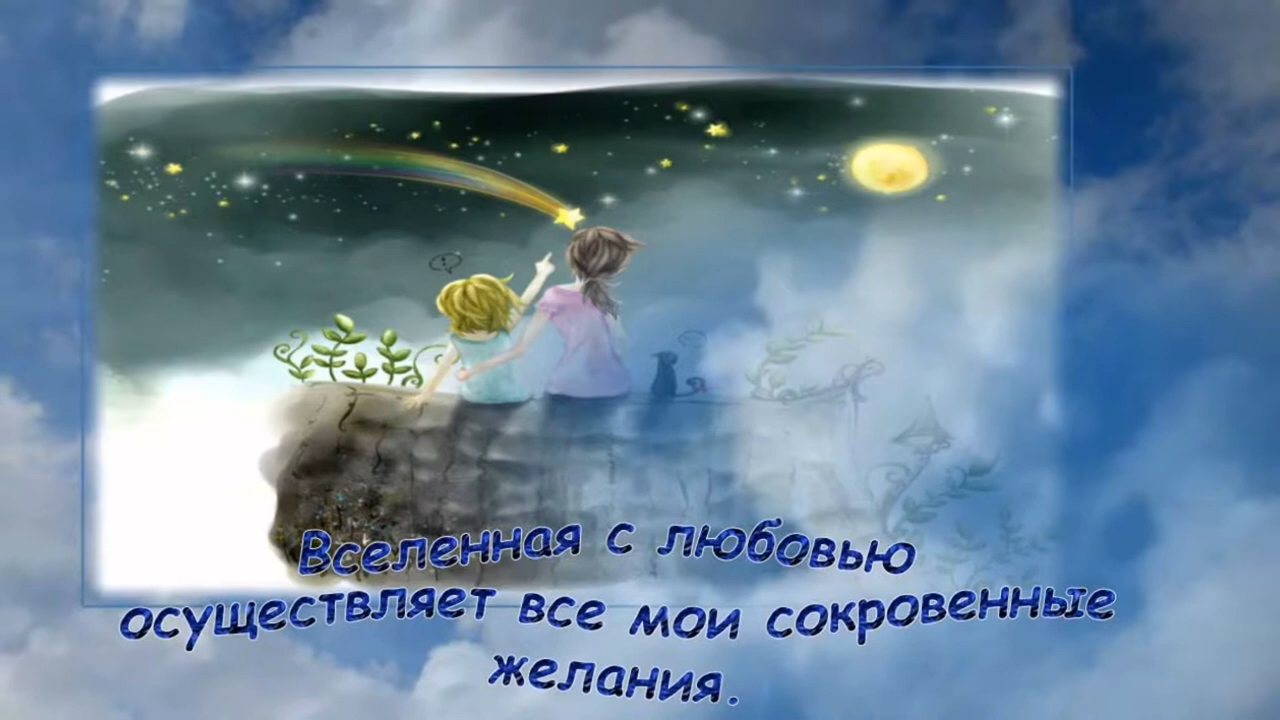 Вселенная с любовью
осуществляет все мои сокровенные
желания.